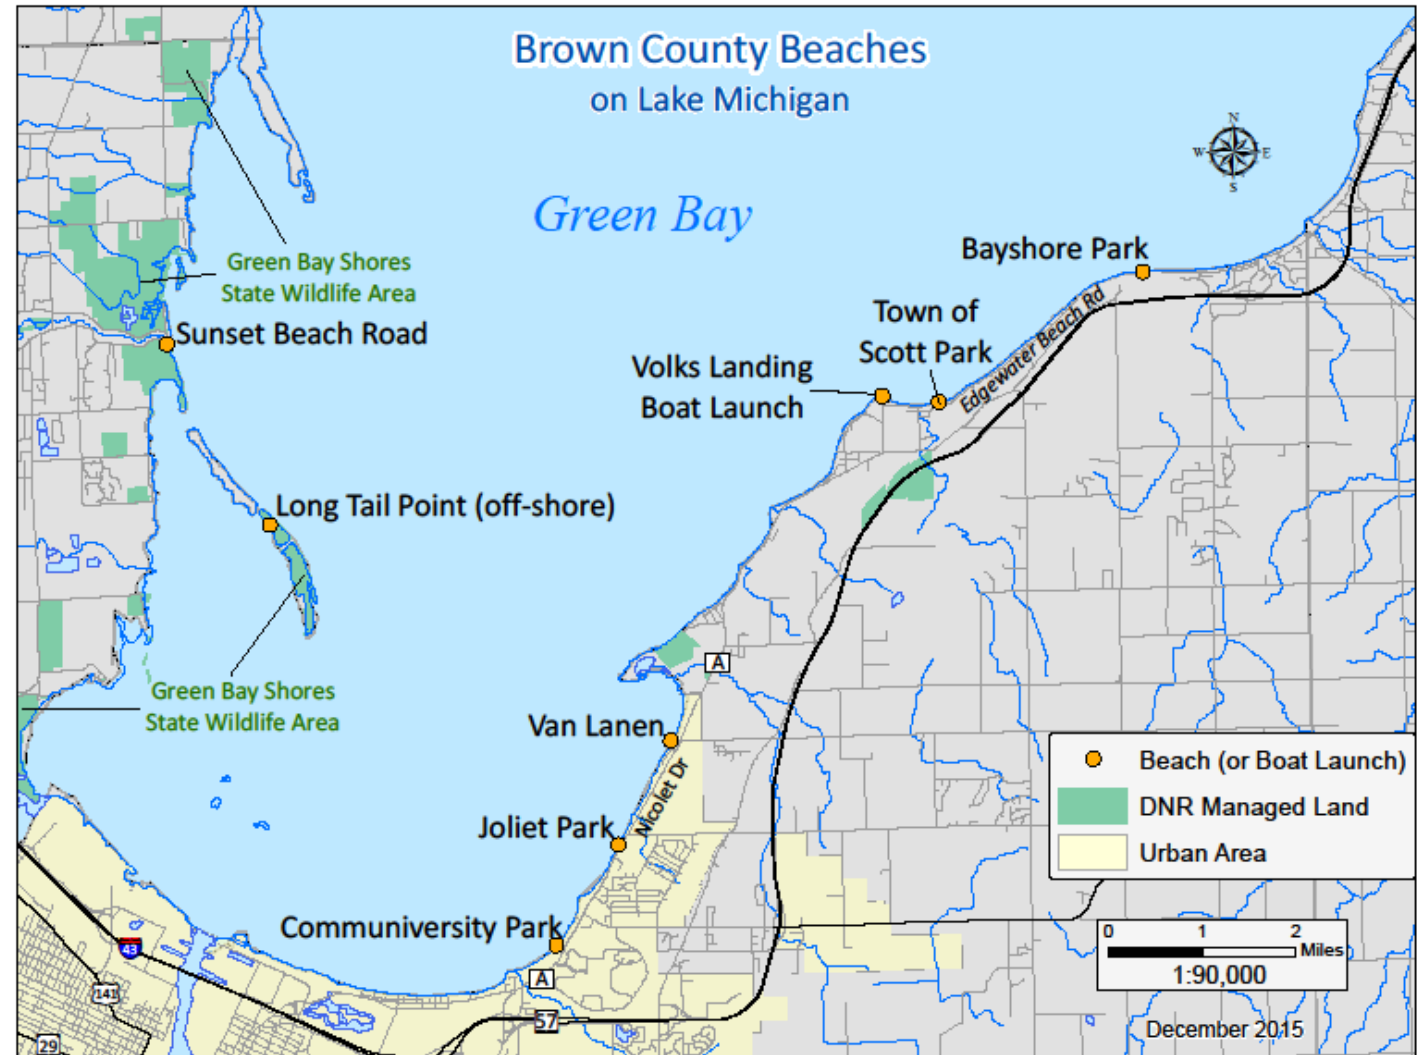 Brown County Beaches
on Lake Michigan
N
W
E
S
Green Bay
Bayshore Park
Green Bay Shores
State Wildlife Area
Town of
Scott Park
Edgewater Beach Rd
Sunset Beach Road
Volks Landing
Boat Launch
Long Tail Point (off-shore)
A
Green Bay Shores
State Wildlife Area
Van Lanen
Nicolet Dr
Joliet Park
Beach (or Boat Launch)
DNR Managed Land
Urban Area
Communiversity Park
43
A
141
57
29
0 1 2
Miles
1:90,000
December 2015